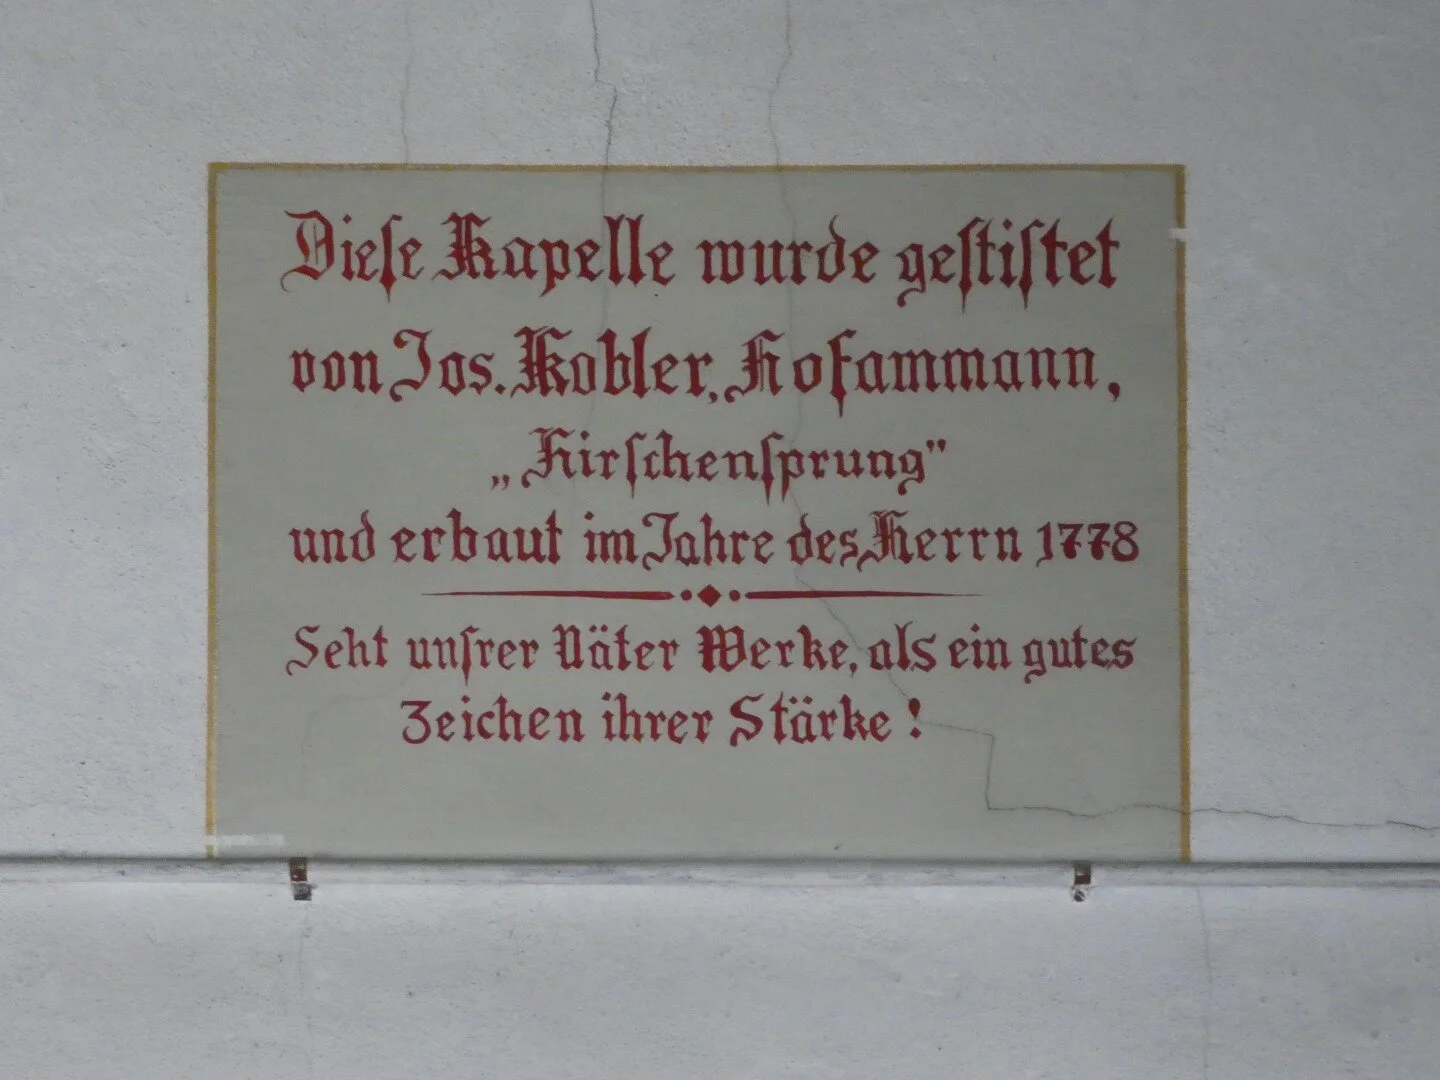 Diese Kapelle wurde gestiftet
von Jos. Kobler, Hofammann,
„Hirschensprung"
und erbaut im Jahre des Herrn 1778
Seht unsrer Väter Werke, als ein gutes
Zeichen ihrer Stärke!